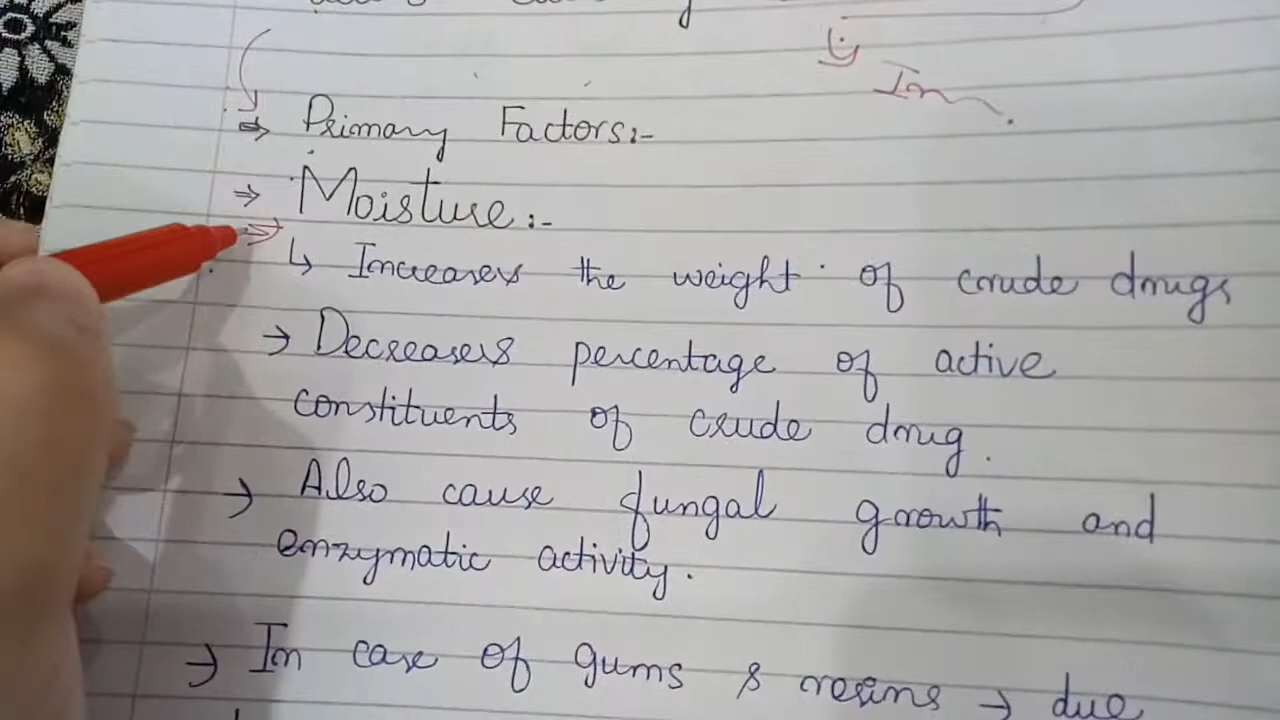 ⇒ Primary Factors:-
⇒ Moisture:-
↳ Increases the weight of crude drugs
→ Decreases percentage of active
constituents of crude drug.
→ Also cause fungal growth and
enzymatic activity.
→ In case of gums & resins → due